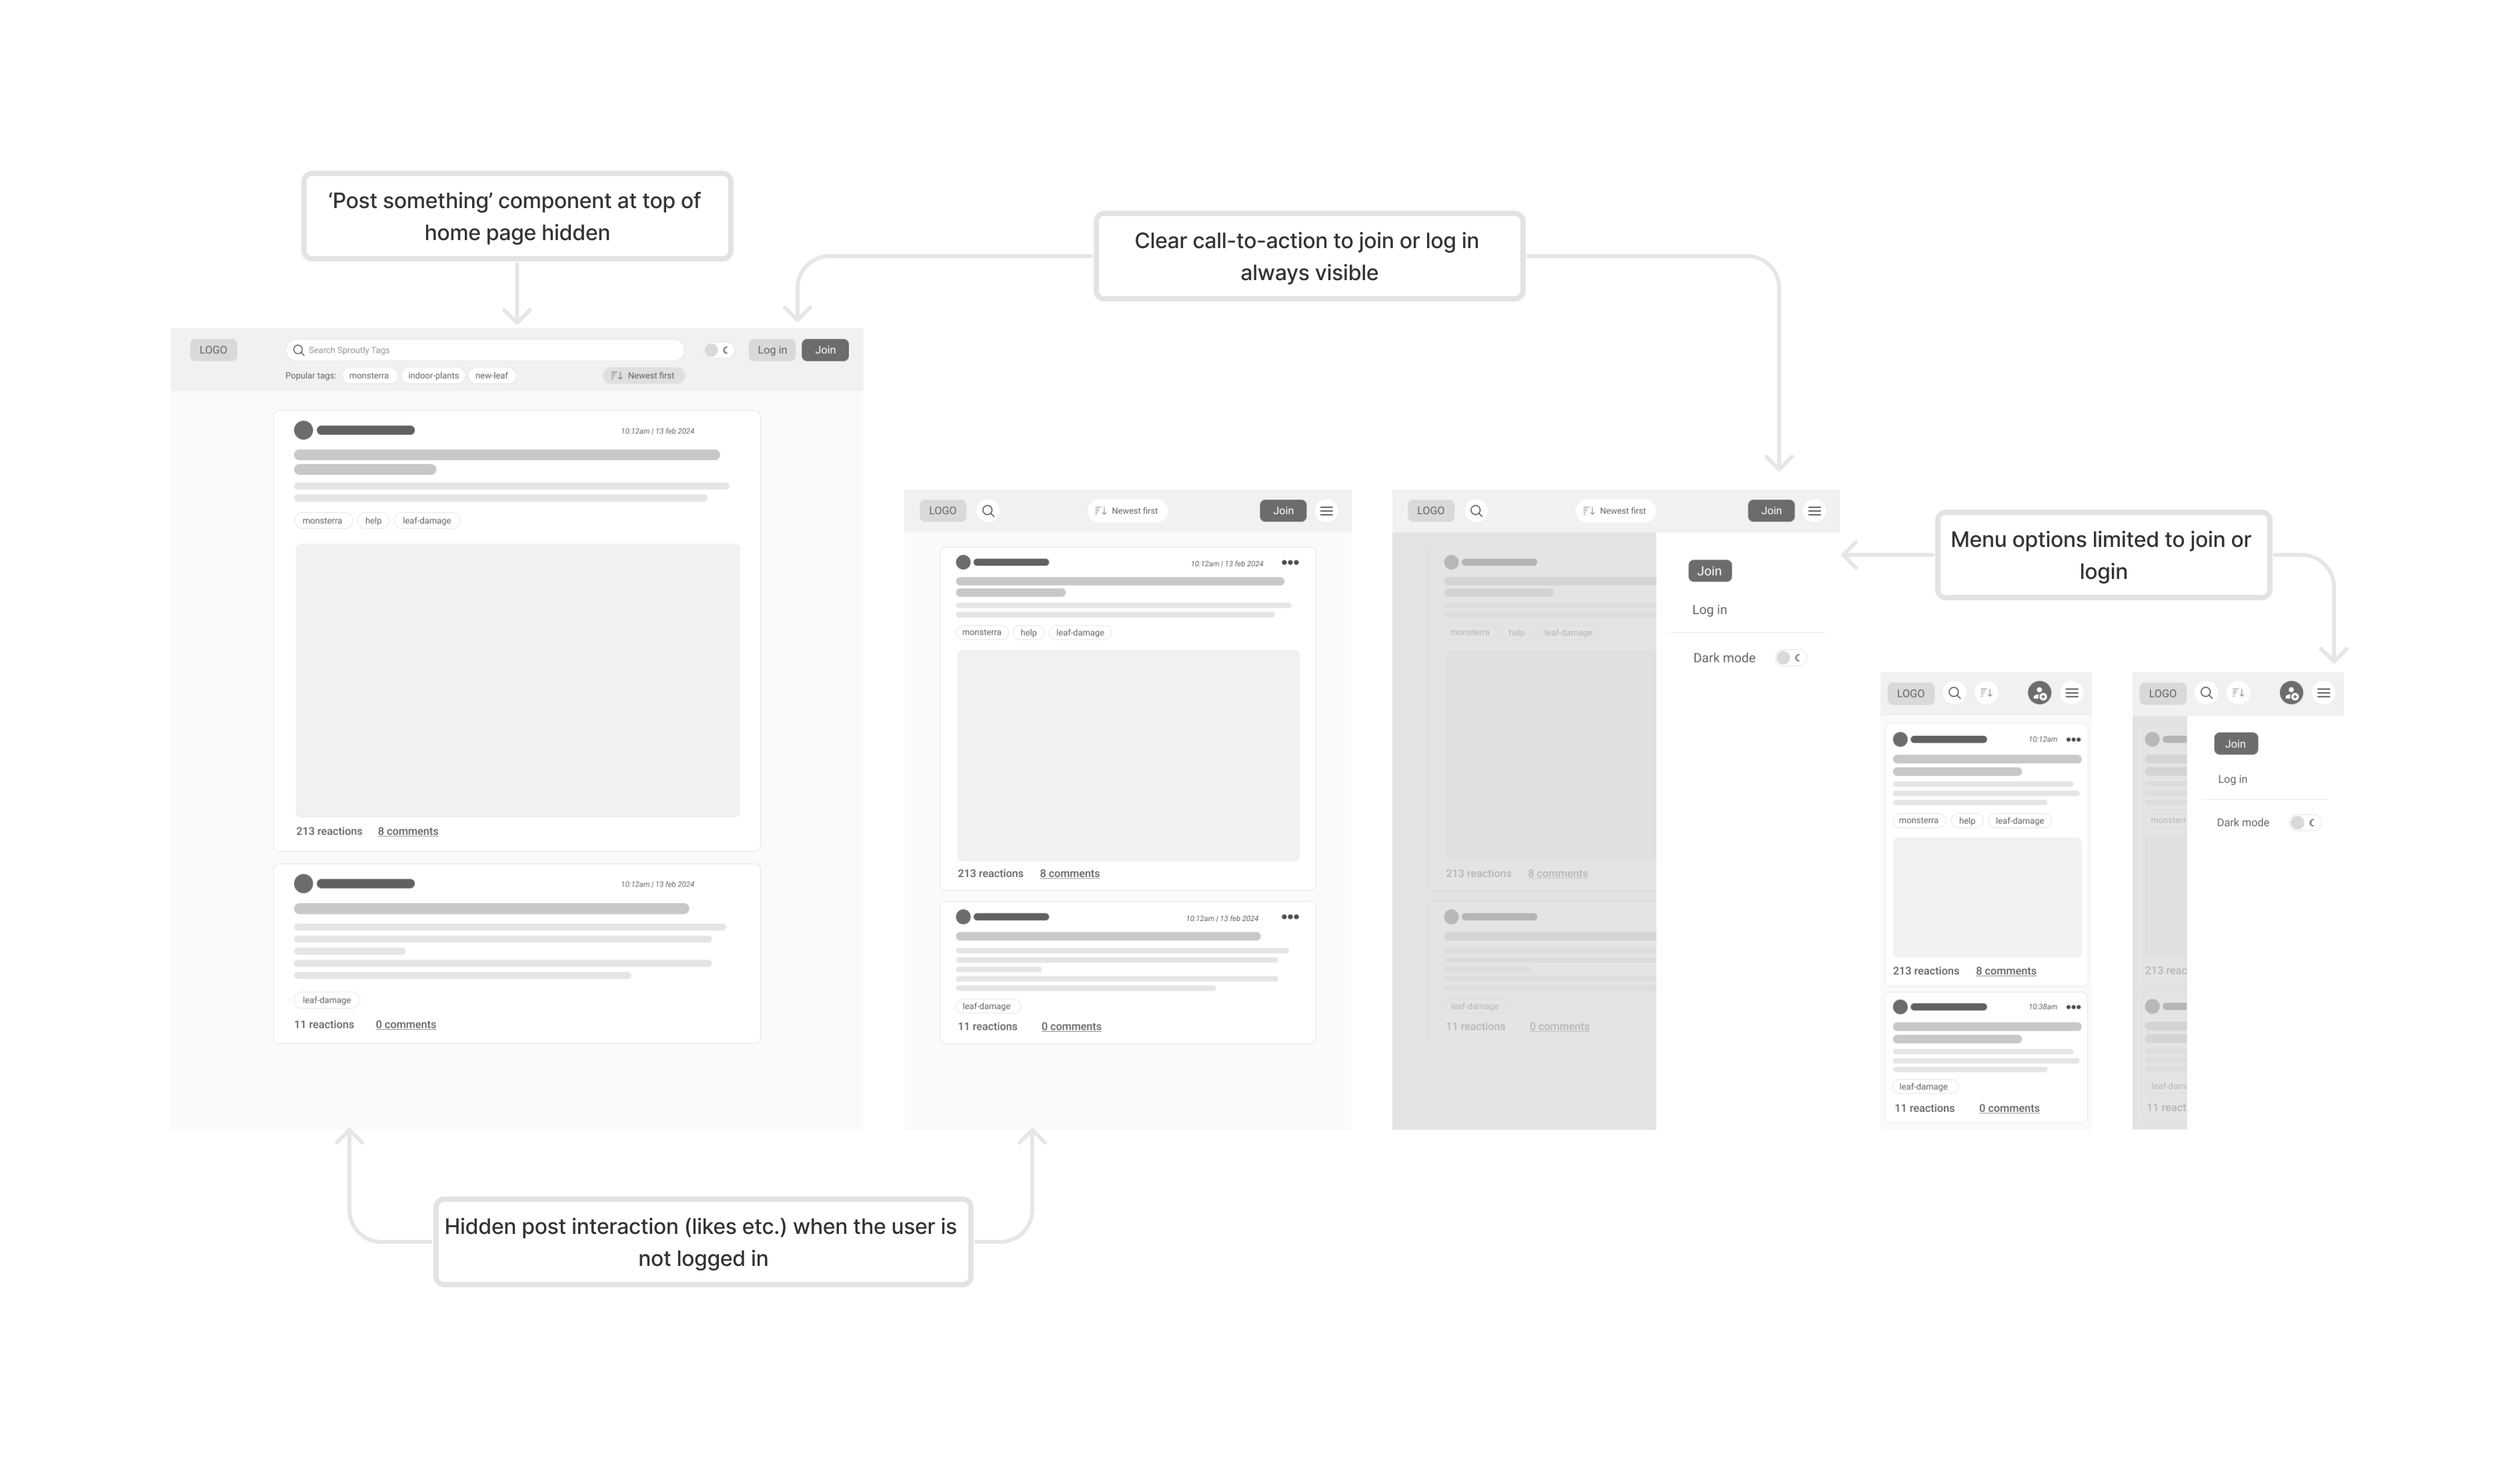 ‘Post something’ component at top of
home page hidden
Clear call-to-action to join or log in
always visible
LOGO
Search Sproutly Tags
Log in
Join
Popular tags:
monsterra
indoor-plants
new-leaf
Newest first
10:12am | 13 feb 2024
monsterra
help
leaf-damage
213 reactions
8 comments
10:12am | 13 feb 2024
leaf-damage
11 reactions
0 comments
LOGO
Newest first
Join
10:12am | 13 feb 2024
monsterra
help
leaf-damage
213 reactions
8 comments
10:12am | 13 feb 2024
leaf-damage
11 reactions
0 comments
LOGO
Newest first
Join
monsterra
help
leaf-damage
213 reactions
8 comments
leaf-damage
11 reactions
0 comments
Join
Log in
Dark mode
Menu options limited to join or
login
LOGO
10:12am
monsterra
help
leaf-damage
213 reactions
8 comments
10:38am
leaf-damage
11 reactions
0 comments
LOGO
monsterr
213 reac
leaf-dam
11 react
Join
Log in
Dark mode
Hidden post interaction (likes etc.) when the user is
not logged in